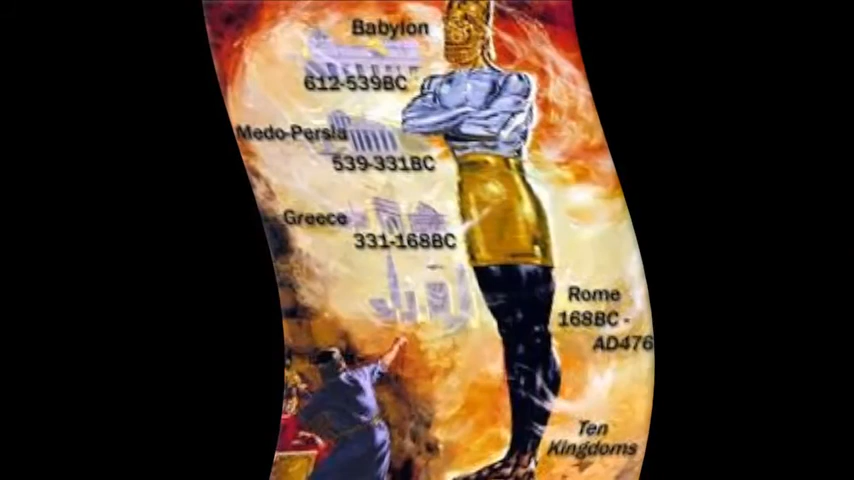 Babylon
612-539BC
Medo-Persia
539-331BC
Greece
331-168BC
Rome
168BC -
AD476
Ten
Kingdoms